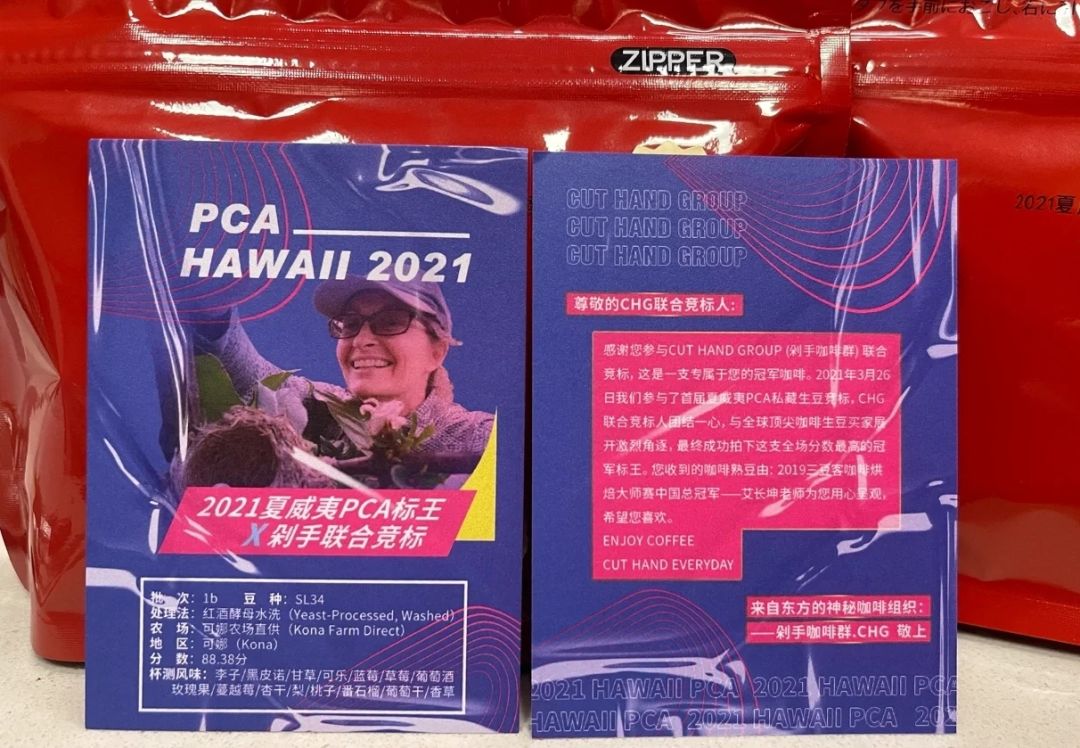 ZIPPER
2021夏
PCA
HAWAII 2021
2021夏威夷PCA标王
X 剁手联合竞标
批 次：1b 豆 种：SL34
处理法：红酒酵母水洗（Yeast-Processed, Washed）
农 场：可娜农场直供（Kona Farm Direct）
地 区：可娜（Kona）
分 数：88.38分
杯测风味：李子/黑皮诺/甘草/可乐/蓝莓/草莓/葡萄酒
玫瑰果/蔓越莓/杏干/梨/桃子/番石榴/葡萄干/香草
CUT HAND GROUP
CUT HAND GROUP
CUT HAND GROUP
尊敬的CHG联合竞标人：
感谢您参与CUT HAND GROUP (剁手咖啡群) 联合
竞标，这是一支专属于您的冠军咖啡。2021年3月26
日我们参与了首届夏威夷PCA私藏生豆竞标，CHG
联合竞标人团结一心，与全球顶尖咖啡生豆买家展
开激烈角逐，最终成功拍下这支全场分数最高的冠
军标王。您收到的咖啡熟豆由：2019三豆客咖啡烘
焙大师赛中国总冠军——艾长坤老师为您用心呈观，
希望您喜欢。
ENJOY COFFEE
CUT HAND EVERYDAY
来自东方的神秘咖啡组织：
——剁手咖啡群.CHG 敬上
2021 HAWAII PCA 2021 HAWAII PCA
HAWAII PCA 2021 HAWAII PCA 202